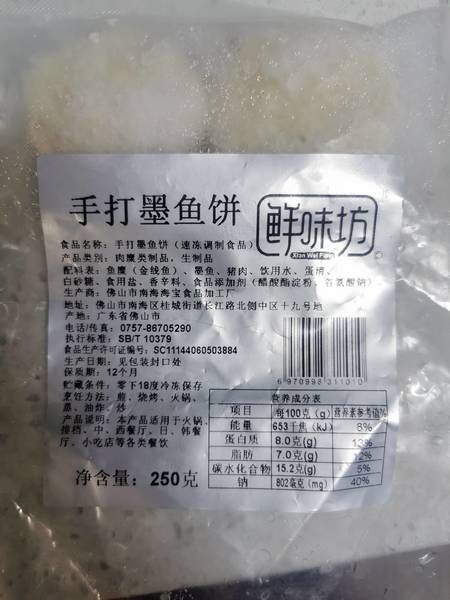 手打墨鱼饼
鲜味坊
Xian Wei Fang
食品名称：手打墨鱼饼（速冻调制食品）
产品类别：肉糜类制品，生制品
配料表：鱼糜（金线鱼）、墨鱼、猪肉、饮用水、蛋清、
白砂糖、食用盐、香辛料、食品添加剂（醋酸酯淀粉、谷氨酸钠）
生产商：佛山市南海海宝食品加工厂
地址：佛山市南海区桂城街道长江路北侧中区十九号地
产地：广东省佛山市
电话/传真：0757-86705290
执行标准：SB/T 10379
食品生产许可证编号：SC11144060503884
生产日期：见包装封口处
保质期：12个月
贮藏条件：零下18度冷冻保存
烹饪方法：煎、烧烤、火锅、
蒸、油炸、炒
产品说明：本产品适用于火锅、
排档、中、西餐厅、日、韩餐
厅、小吃店等各类餐饮
净含量：250克
6970998311010
营养成分表
项目 每100克（g） 营养素参考值%
能量 653千焦（kJ） 8%
蛋白质 8.0克(g) 13%
脂肪 7.0克(g) 12%
碳水化合物 15.2克(g) 5%
钠 802毫克(mg) 40%